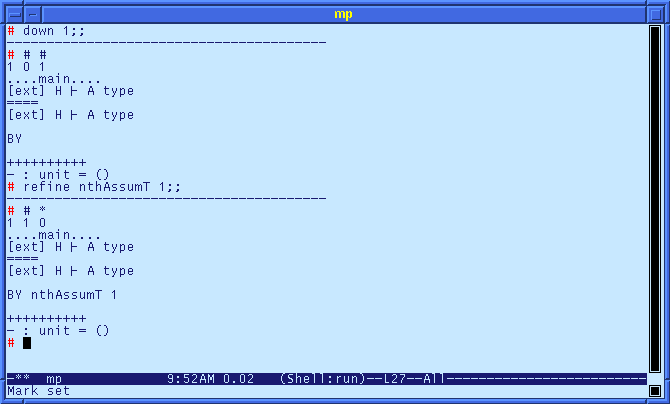 mp
# down 1;;
----------------------------------------
# # #
1 0 1
....main....
[ext] H ⊢ A type
====
[ext] H ⊢ A type
BY
++++++++++
- : unit = ()
# refine nthAssumT 1;;
----------------------------------------
# # *
1 1 0
....main....
[ext] H ⊢ A type
====
[ext] H ⊢ A type
BY nthAssumT 1
++++++++++
- : unit = ()
#
-** mp 9:52AM 0.02 (Shell:run)--L27--All--------------------------------
Mark set